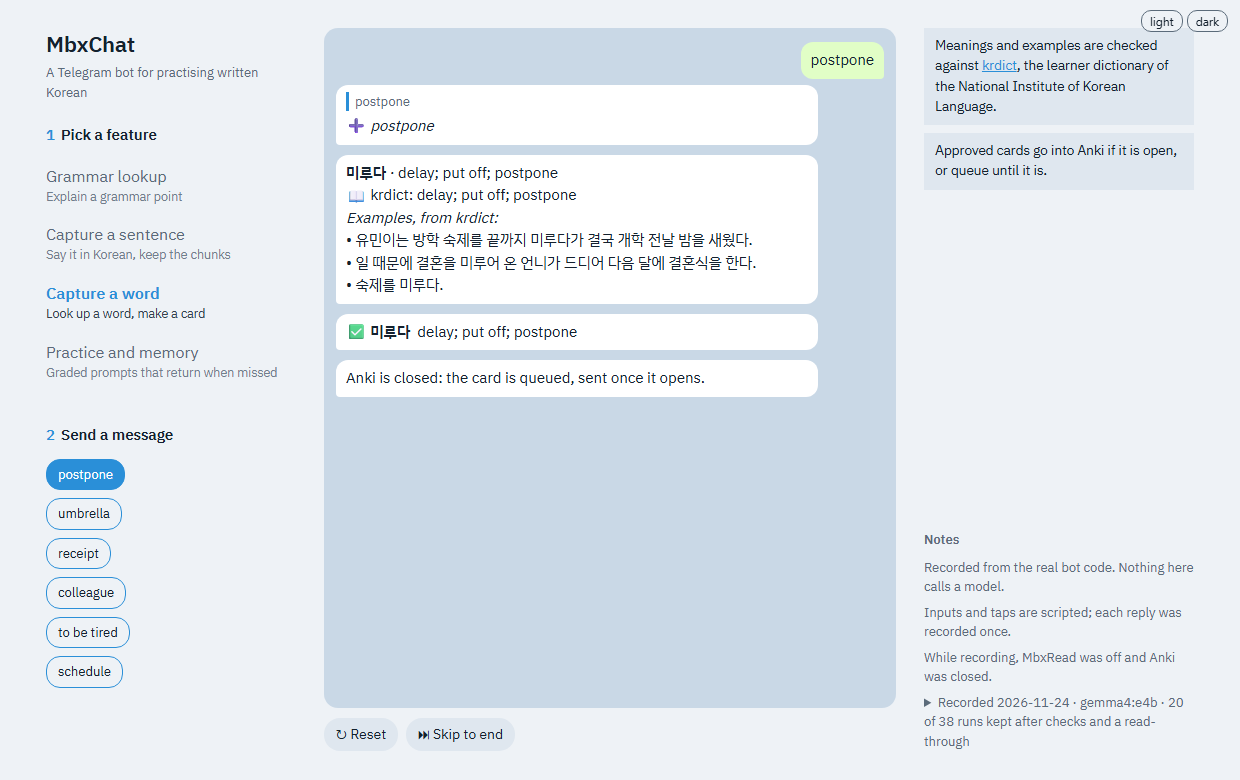 MbxChat
A Telegram bot for practising written
Korean
1 Pick a feature
Grammar lookup
Explain a grammar point
Capture a sentence
Say it in Korean, keep the chunks
Capture a word
Look up a word, make a card
Practice and memory
Graded prompts that return when missed
2 Send a message
postpone
umbrella
receipt
colleague
to be tired
schedule
postpone
postpone
➕ postpone
미루다 · delay; put off; postpone
📖 krdict: delay; put off; postpone
Examples, from krdict:
• 유민이는 방학 숙제를 끝까지 미루다가 결국 개학 전날 밤을 새웠다.
• 일 때문에 결혼을 미루어 온 언니가 드디어 다음 달에 결혼식을 한다.
• 숙제를 미루다.
✅ 미루다 delay; put off; postpone
Anki is closed: the card is queued, sent once it opens.
↻ Reset
⏭ Skip to end
light
dark
Meanings and examples are checked
against krdict, the learner dictionary of
the National Institute of Korean
Language.
Approved cards go into Anki if it is open,
or queue until it is.
Notes
Recorded from the real bot code. Nothing here
calls a model.
Inputs and taps are scripted; each reply was
recorded once.
While recording, MbxRead was off and Anki
was closed.
▶ Recorded 2026-11-24 · gemma4:e4b · 20
of 38 runs kept after checks and a read-
through